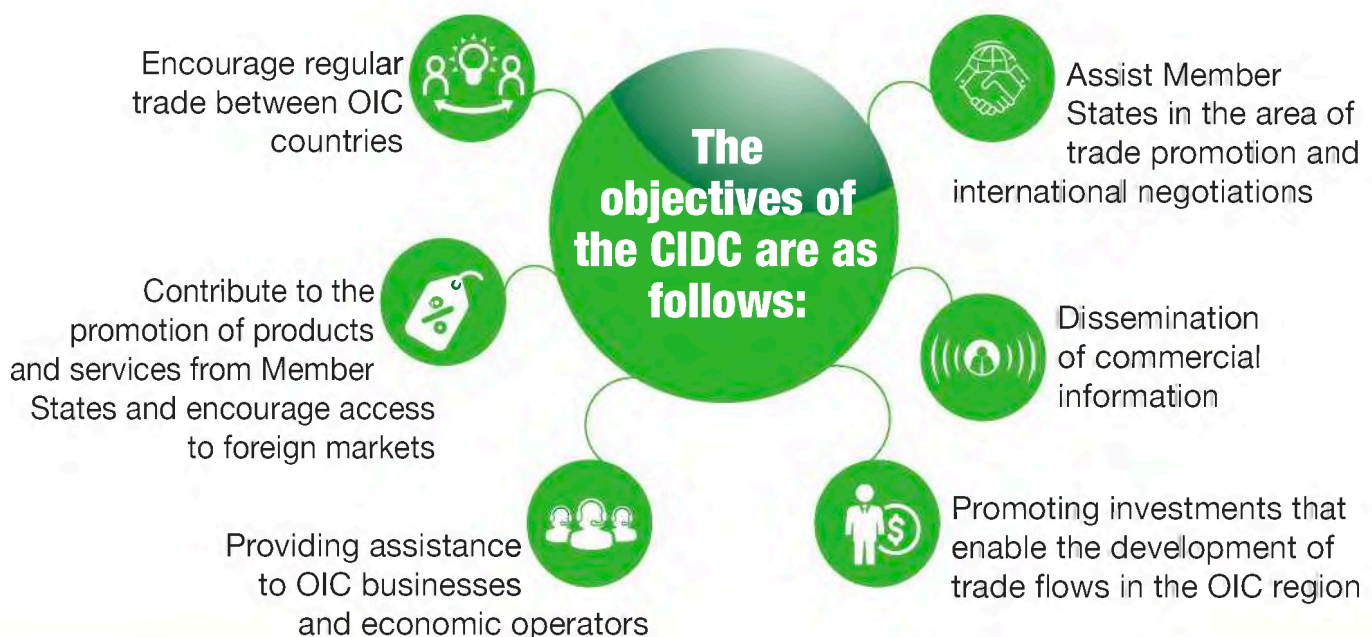 The
objectives of
the CIDC are as
follows:
Encourage regular
trade between OIC
countries
Contribute to the
promotion of products
and services from Member
States and encourage access
to foreign markets
Providing assistance
to OIC businesses
and economic operators
Assist Member
States in the area of
trade promotion and
international negotiations
Dissemination
of commercial
information
Promoting investments that
enable the development of
trade flows in the OIC region